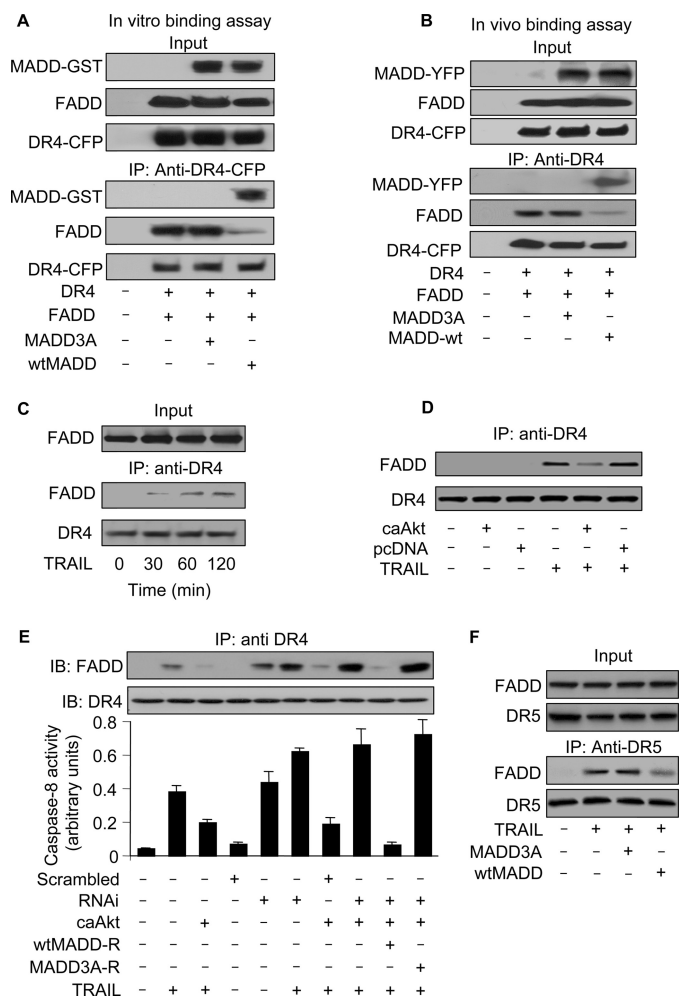 A
In vitro binding assay
Input
MADD-GST
FADD
DR4-CFP
IP: Anti-DR4-CFP
MADD-GST
FADD
DR4-CFP
DR4 – + + +
FADD – + + +
MADD3A – – + –
wtMADD – – – +
B
In vivo binding assay
Input
MADD-YFP
FADD
DR4-CFP
IP: Anti-DR4
MADD-YFP
FADD
DR4-CFP
DR4 – + + +
FADD – + + +
MADD3A – – + –
MADD-wt – – – +
C
Input
FADD
IP: anti-DR4
FADD
DR4
TRAIL 0 30 60 120
Time (min)
D
IP: anti-DR4
FADD
DR4
caAkt – + – – + –
pcDNA – – + – – +
TRAIL – – – + + +
E
IP: anti DR4
IB: FADD
IB: DR4
Caspase-8 activity
(arbitrary units)
0.8
0.6
0.4
0.2
0
Scrambled – – – + – – + – – –
RNAi – – – – + + – + + +
caAkt – – + – – – + + + +
wtMADD-R – – – – – – – – + –
MADD3A-R – – – – – – – – – +
TRAIL – + + – – + + + + +
F
Input
FADD
DR5
IP: Anti-DR5
FADD
DR5
TRAIL – + + +
MADD3A – – + –
wtMADD – – – +